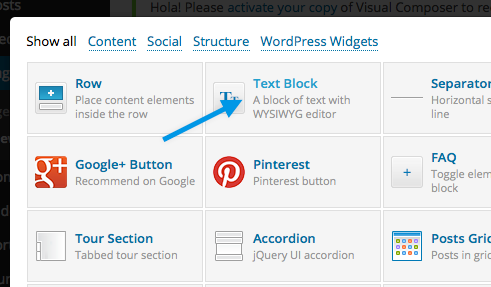 Hola! Please activate your copy of Visual Composer to re
Show all Content Social Structure WordPress Widgets
Row
Place content elements
inside the row
Text Block
A block of text with
WYSIWYG editor
Separator
Horizontal s
line
Google+ Button
Recommend on Google
Pinterest
Pinterest button
FAQ
Toggle elem
block
Tour Section
Tabbed tour section
Accordion
jQuery UI accordion
Posts Grid
Posts in grid